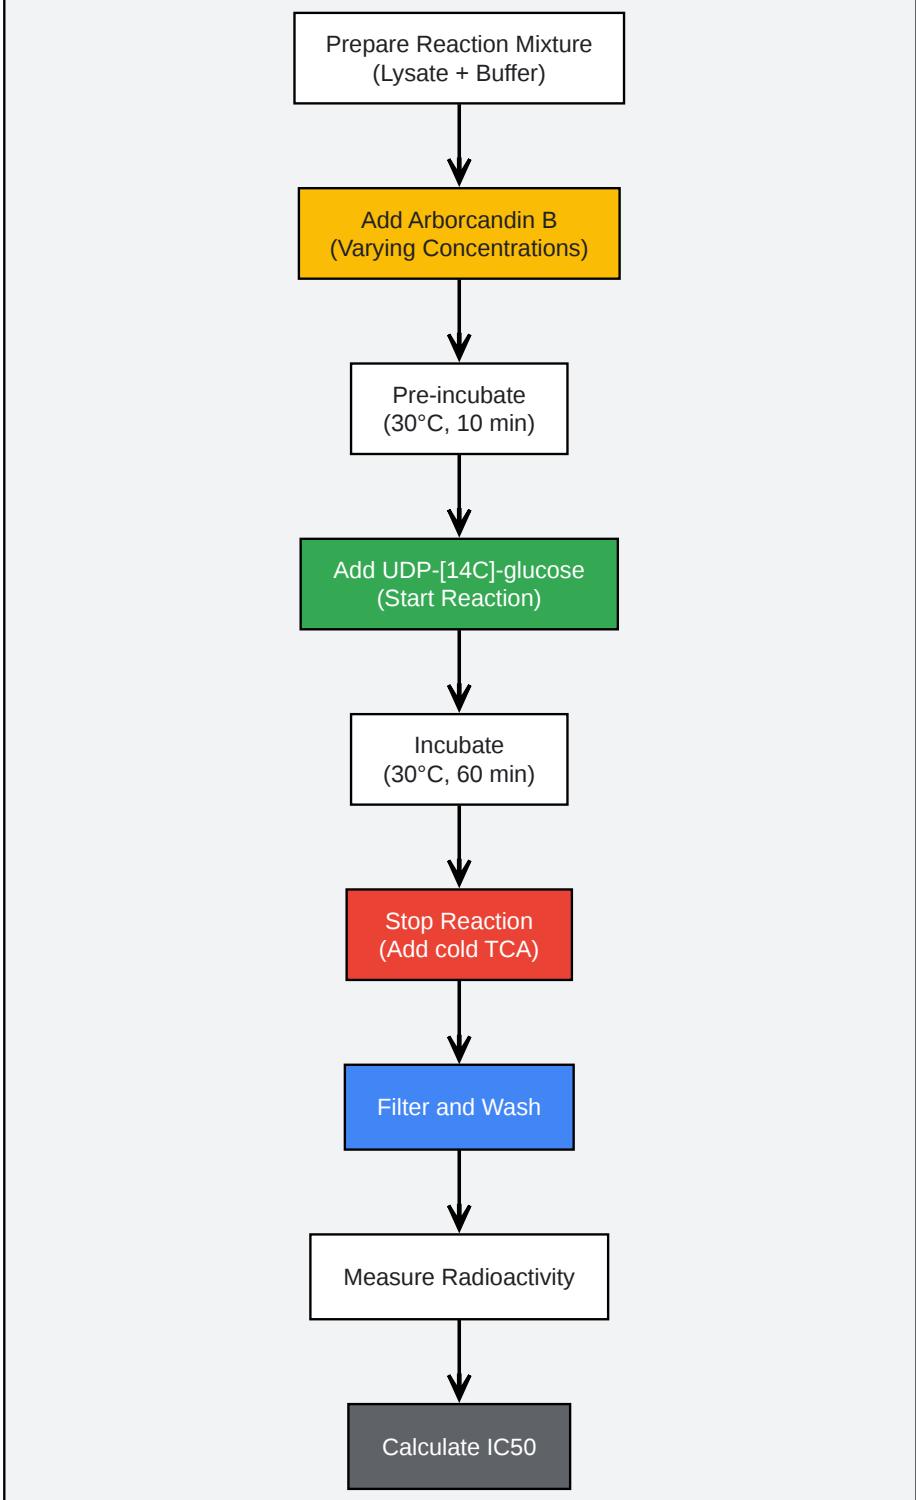 Prepare Reaction Mixture
(Lysate + Buffer)
Add Arborcandin B
(Varying Concentrations)
Pre-incubate
(30°C, 10 min)
Add UDP-[14C]-glucose
(Start Reaction)
Incubate
(30°C, 60 min)
Stop Reaction
(Add cold TCA)
Filter and Wash
Measure Radioactivity
Calculate IC50